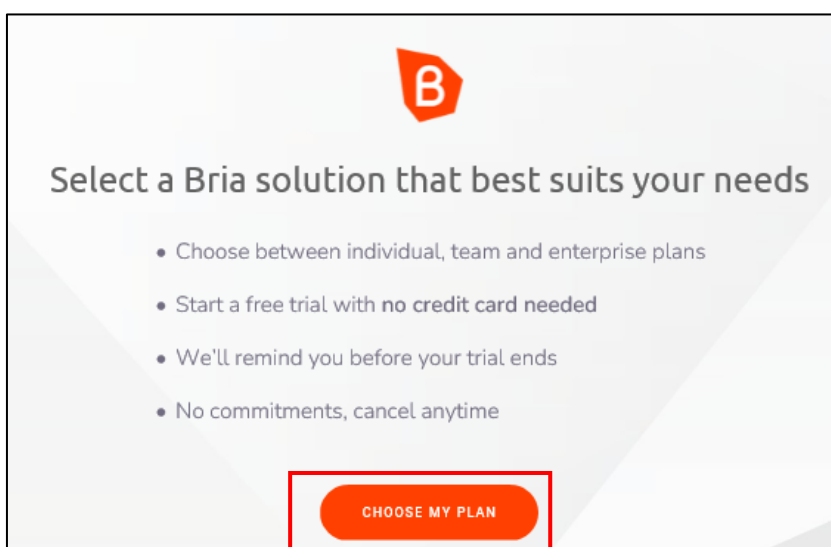 B
Select a Bria solution that best suits your needs
• Choose between individual, team and enterprise plans
• Start a free trial with no credit card needed
• We'll remind you before your trial ends
• No commitments, cancel anytime
CHOOSE MY PLAN